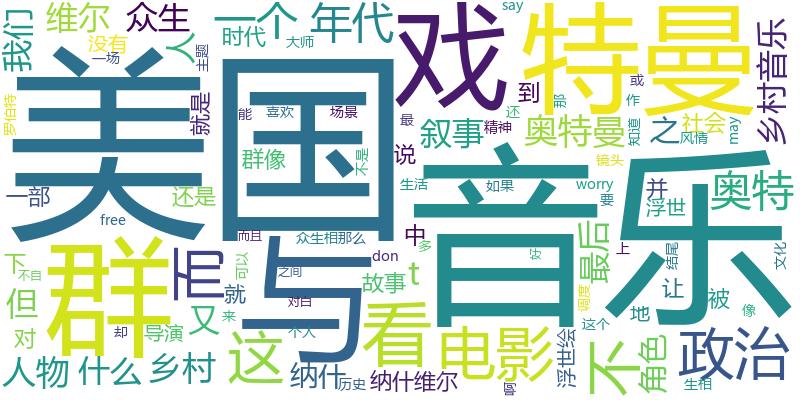 say
我们
维尔
众生
一个
年代
戏
特曼
乡村音乐
没有
人
时代
大师
主题
一场
到
那
作
或
罗伯特
就是
能
喜欢
场景
最
还
叙事
精神
奥特曼
之
知道
风情
社会
may
美国
群像
不是
说
音乐
镜头
奥特
一部
还是
生活
如果
worry
要
并
浮世
free
而且
众生相那么
中
多
好
最后
上
结尾
文化
群
而
与
don
t
下
不自
但
又
就
可以
之间
故事
让
被
对
却
导演
来
对白
个人
看
电影
调度
这个
地
像
人物
什么
乡村
这
纳什
历史
纳什维尔
啊
浮世绘
不
角色
政治
生相